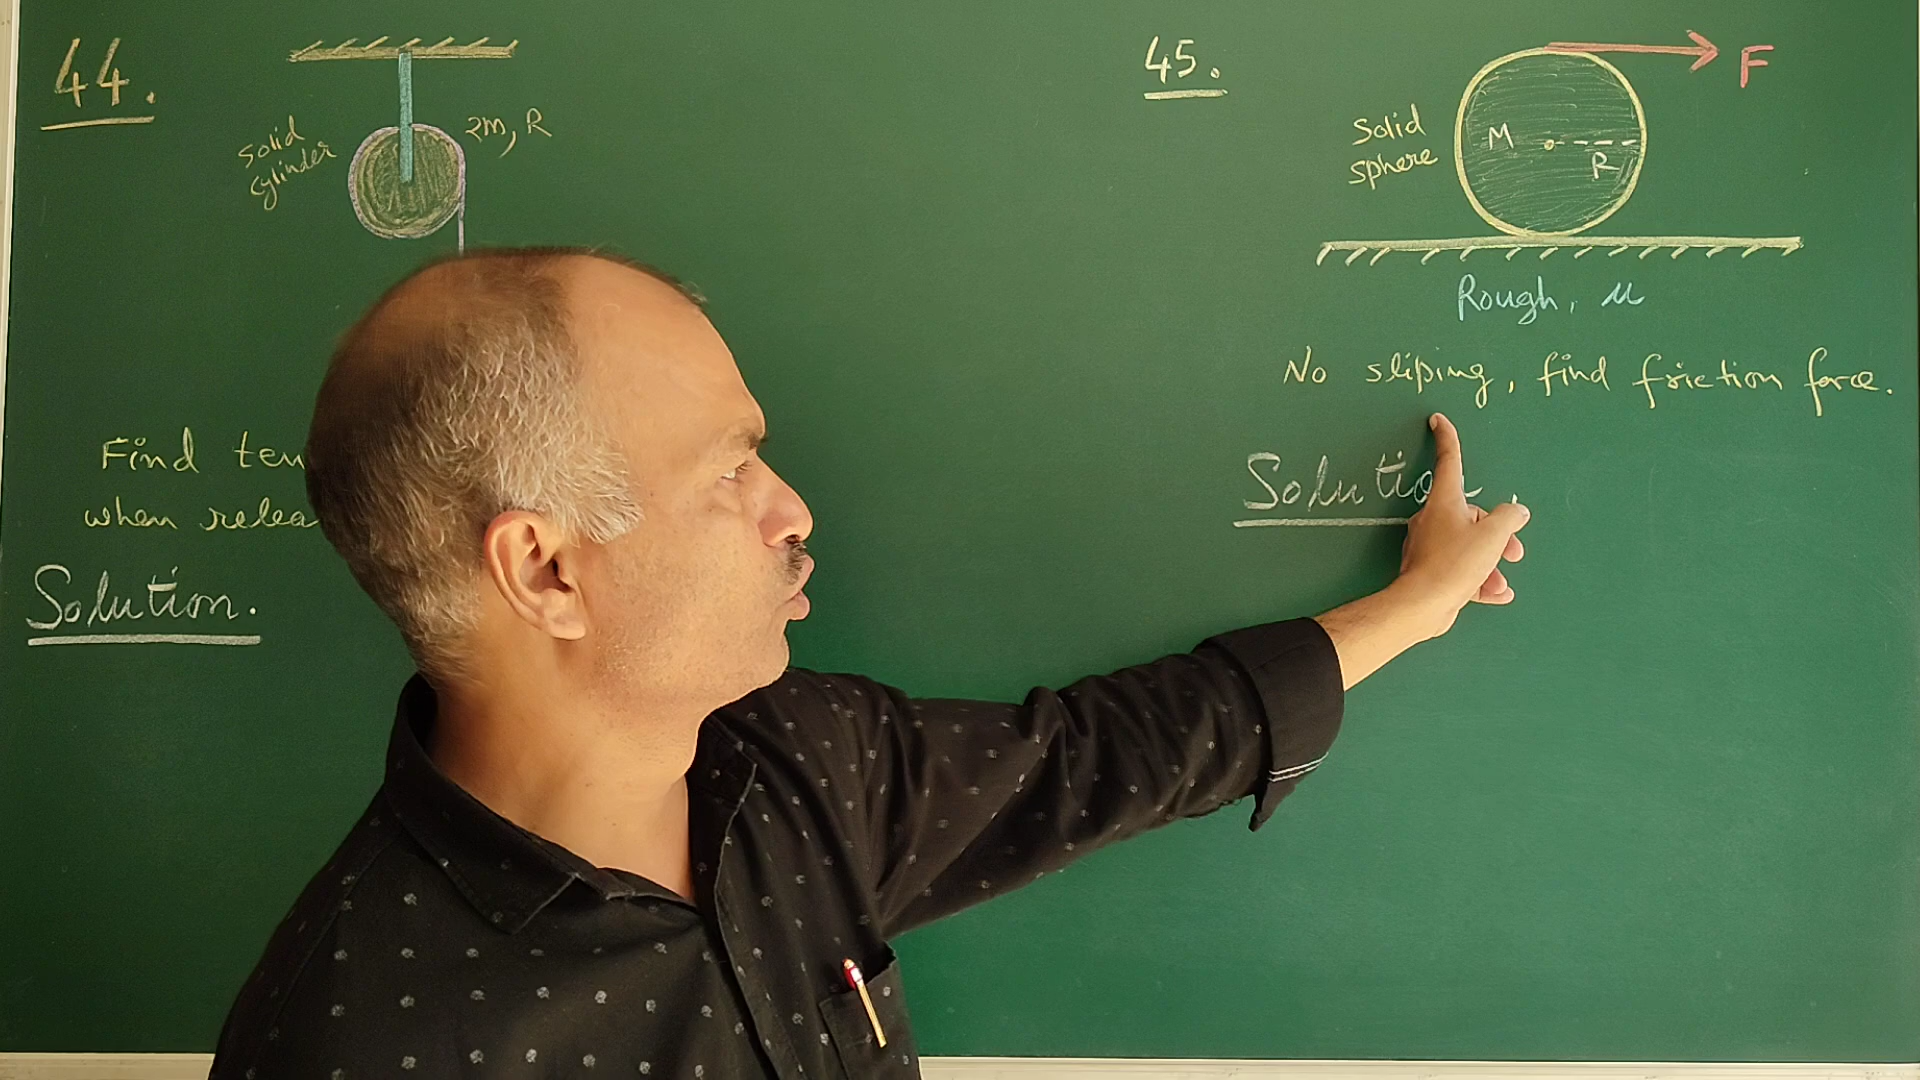 44.
solid
cylinder
2m, R
Find ten
when relea
Solution.
45.
F
Solid
sphere
M
R
Rough, μ
No sliping, find friction force.
Solution